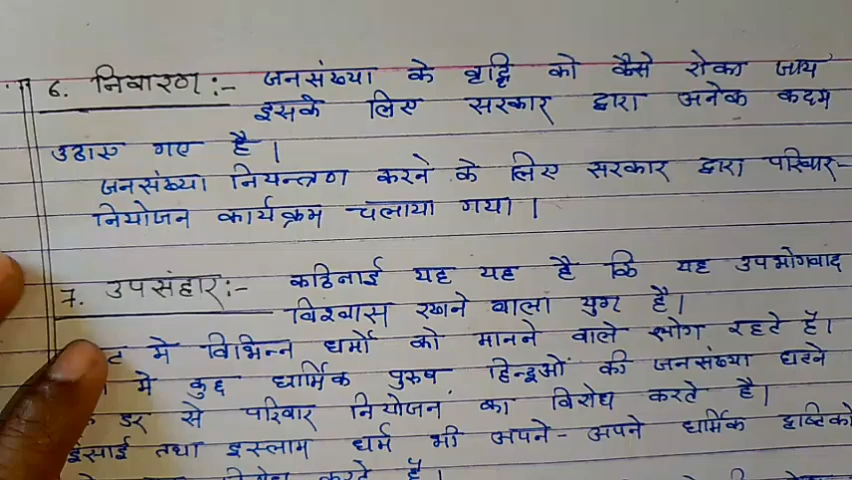 6. निवारण :- जनसंख्या के वृद्धि को कैसे रोका जाय
इसके लिए सरकार द्वारा अनेक कदम
उठाए गए है ।
जनसंख्या नियन्त्रण करने के लिए सरकार द्वारा परिवार-
नियोजन कार्यक्रम चलाया गया ।
7. उपसंहार :- कठिनाई यह यह है कि यह उपभोगवाद
विश्वास रखने वाला युग है ।
में विभिन्न धर्मो को मानने वाले लोग रहते है ।
में कुछ धार्मिक पुरुष हिन्दुओं की जनसंख्या घटने
डर से परिवार नियोजन का विरोध करते है ।
ईसाई तथा इस्लाम धर्म भी अपने - अपने धार्मिक दृष्टिको
करते है ।